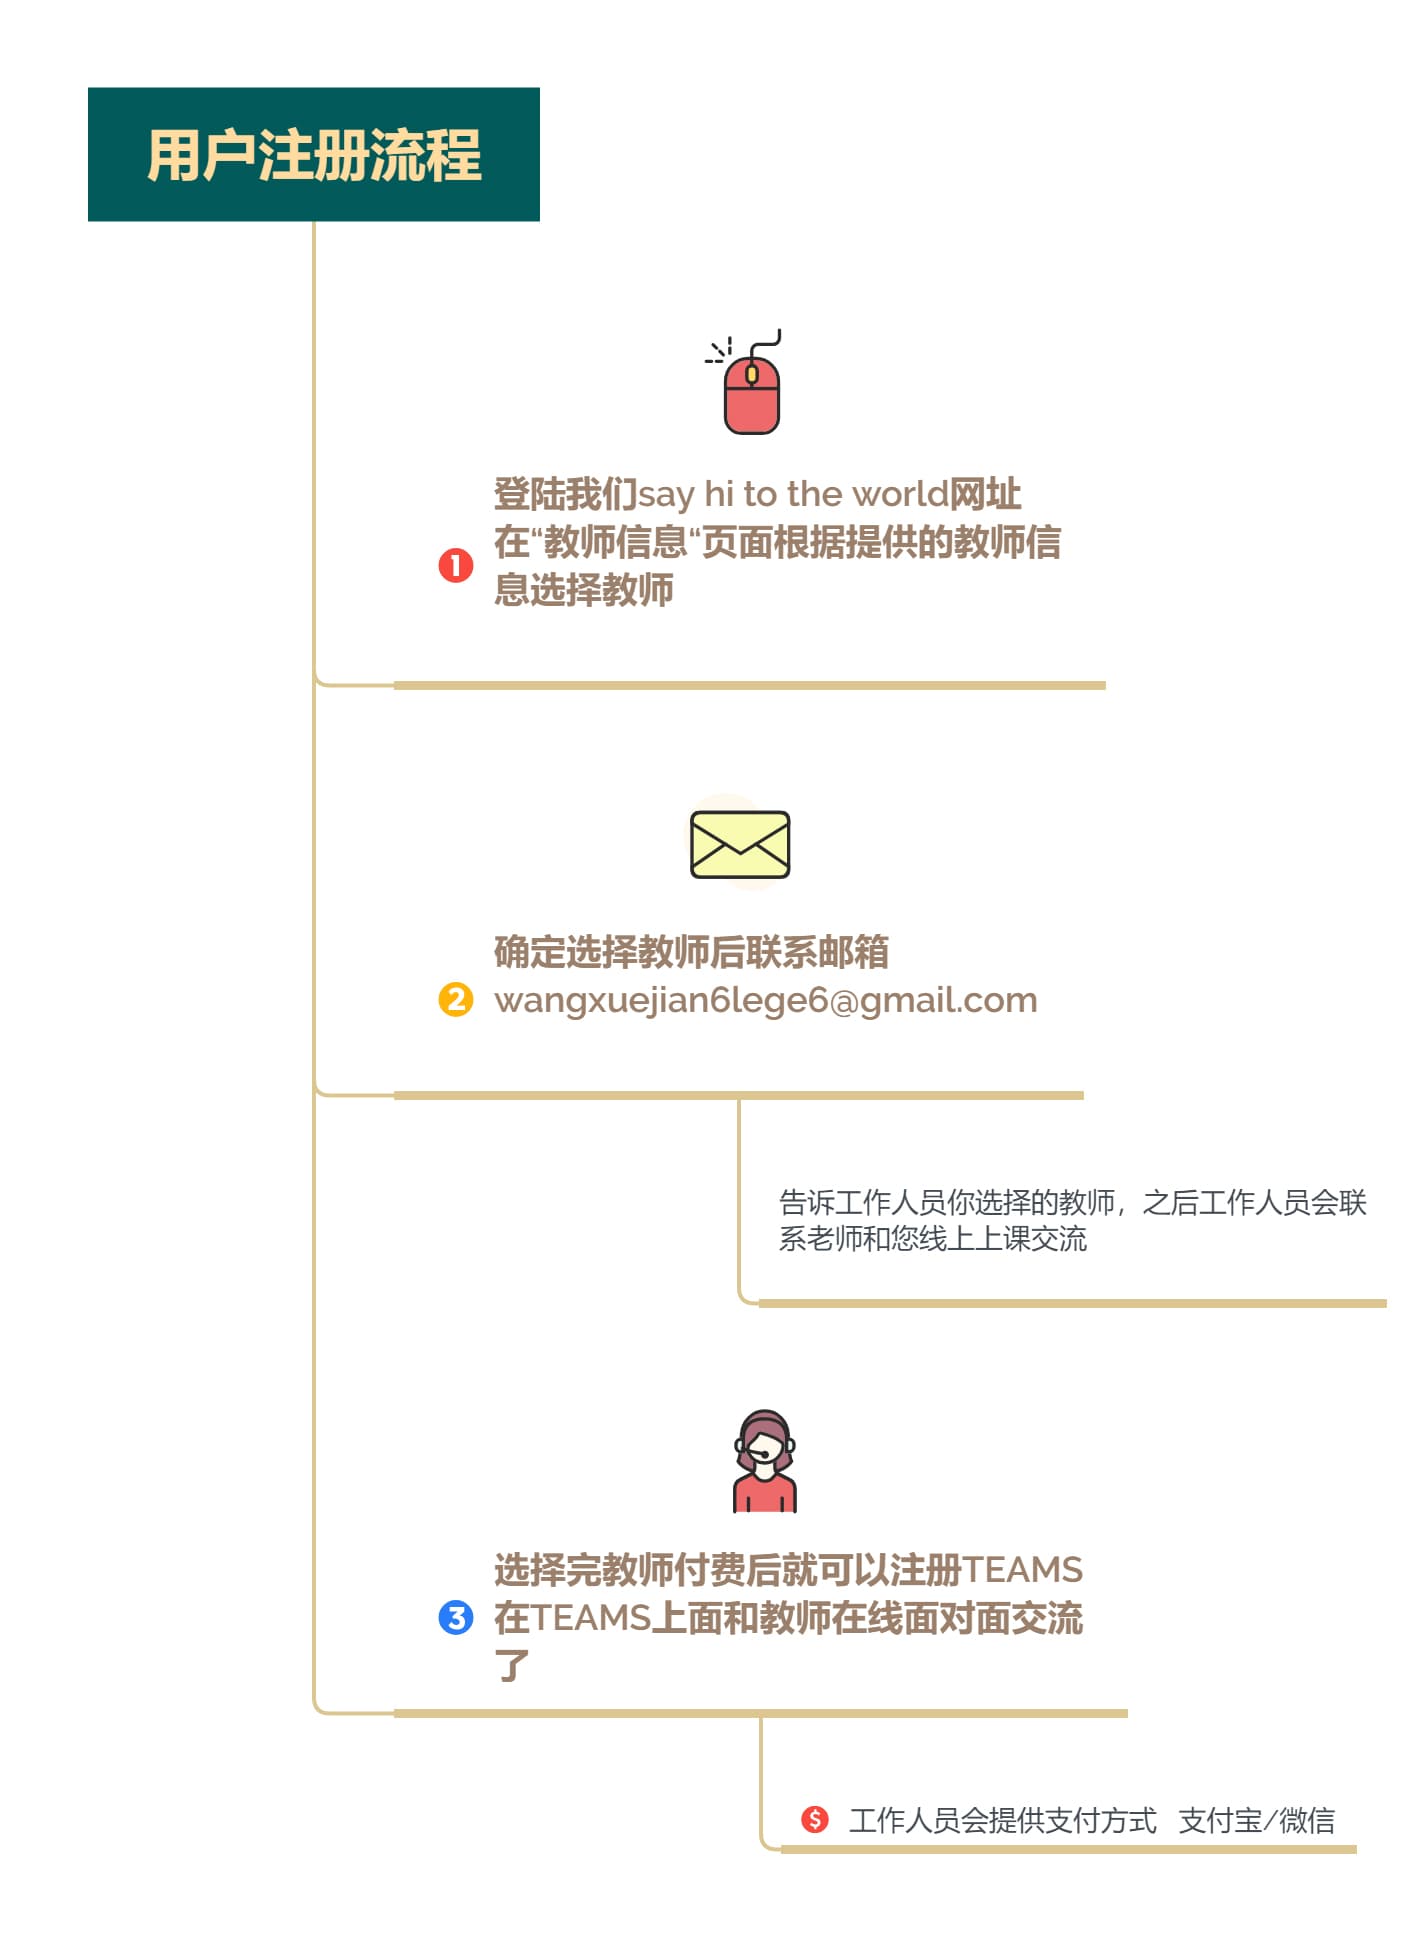 用户注册流程
登陆我们say hi to the world网址
在“教师信息“页面根据提供的教师信
1
息选择教师
确定选择教师后联系邮箱
2 wangxuejian6lege6@gmail.com
告诉工作人员你选择的教师，之后工作人员会联
系老师和您线上上课交流
选择完教师付费后就可以注册TEAMS
3 在TEAMS上面和教师在线面对面交流
了
$ 工作人员会提供支付方式 支付宝/微信